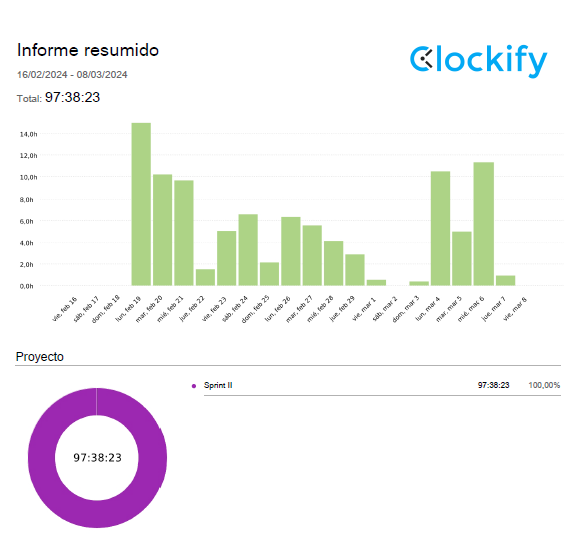 Informe resumido
Clockify
16/02/2024 - 08/03/2024
Total: 97:38:23
14,0h
12,0h
10,0h
8,0h
6,0h
4,0h
2,0h
0,0h
vie, feb 16
sáb, feb 17
dom, feb 18
lun, feb 19
mar, feb 20
mié, feb 21
jue, feb 22
vie, feb 23
sáb, feb 24
dom, feb 25
lun, feb 26
mar, feb 27
mié, feb 28
jue, feb 29
vie, mar 1
sáb, mar 2
dom, mar 3
lun, mar 4
mar, mar 5
mié, mar 6
jue, mar 7
vie, mar 8
Proyecto
Sprint II 97:38:23 100,00%
97:38:23